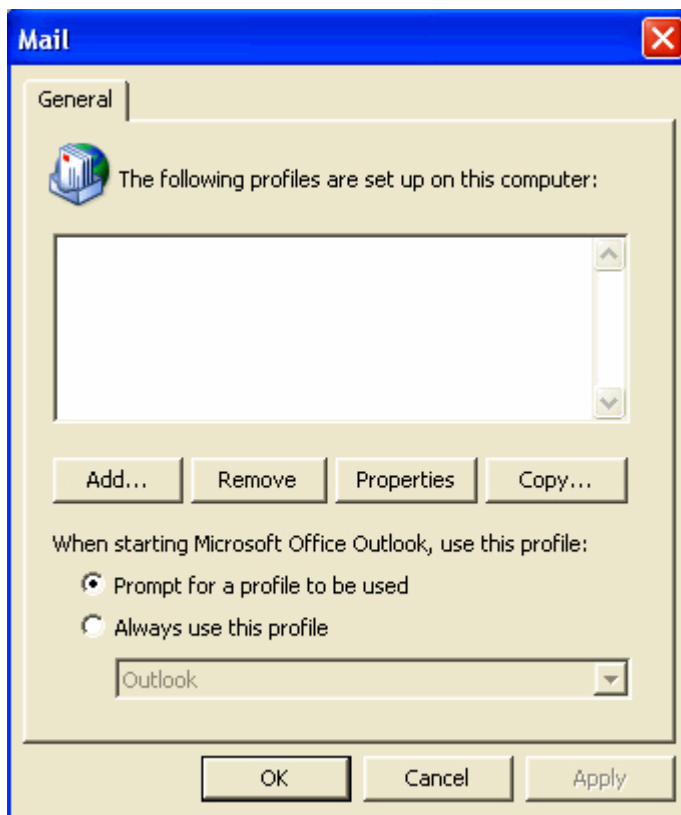 Mail
General
The following profiles are set up on this computer:
Add... Remove Properties Copy...
When starting Microsoft Office Outlook, use this profile:
Prompt for a profile to be used
Always use this profile
Outlook
OK Cancel Apply